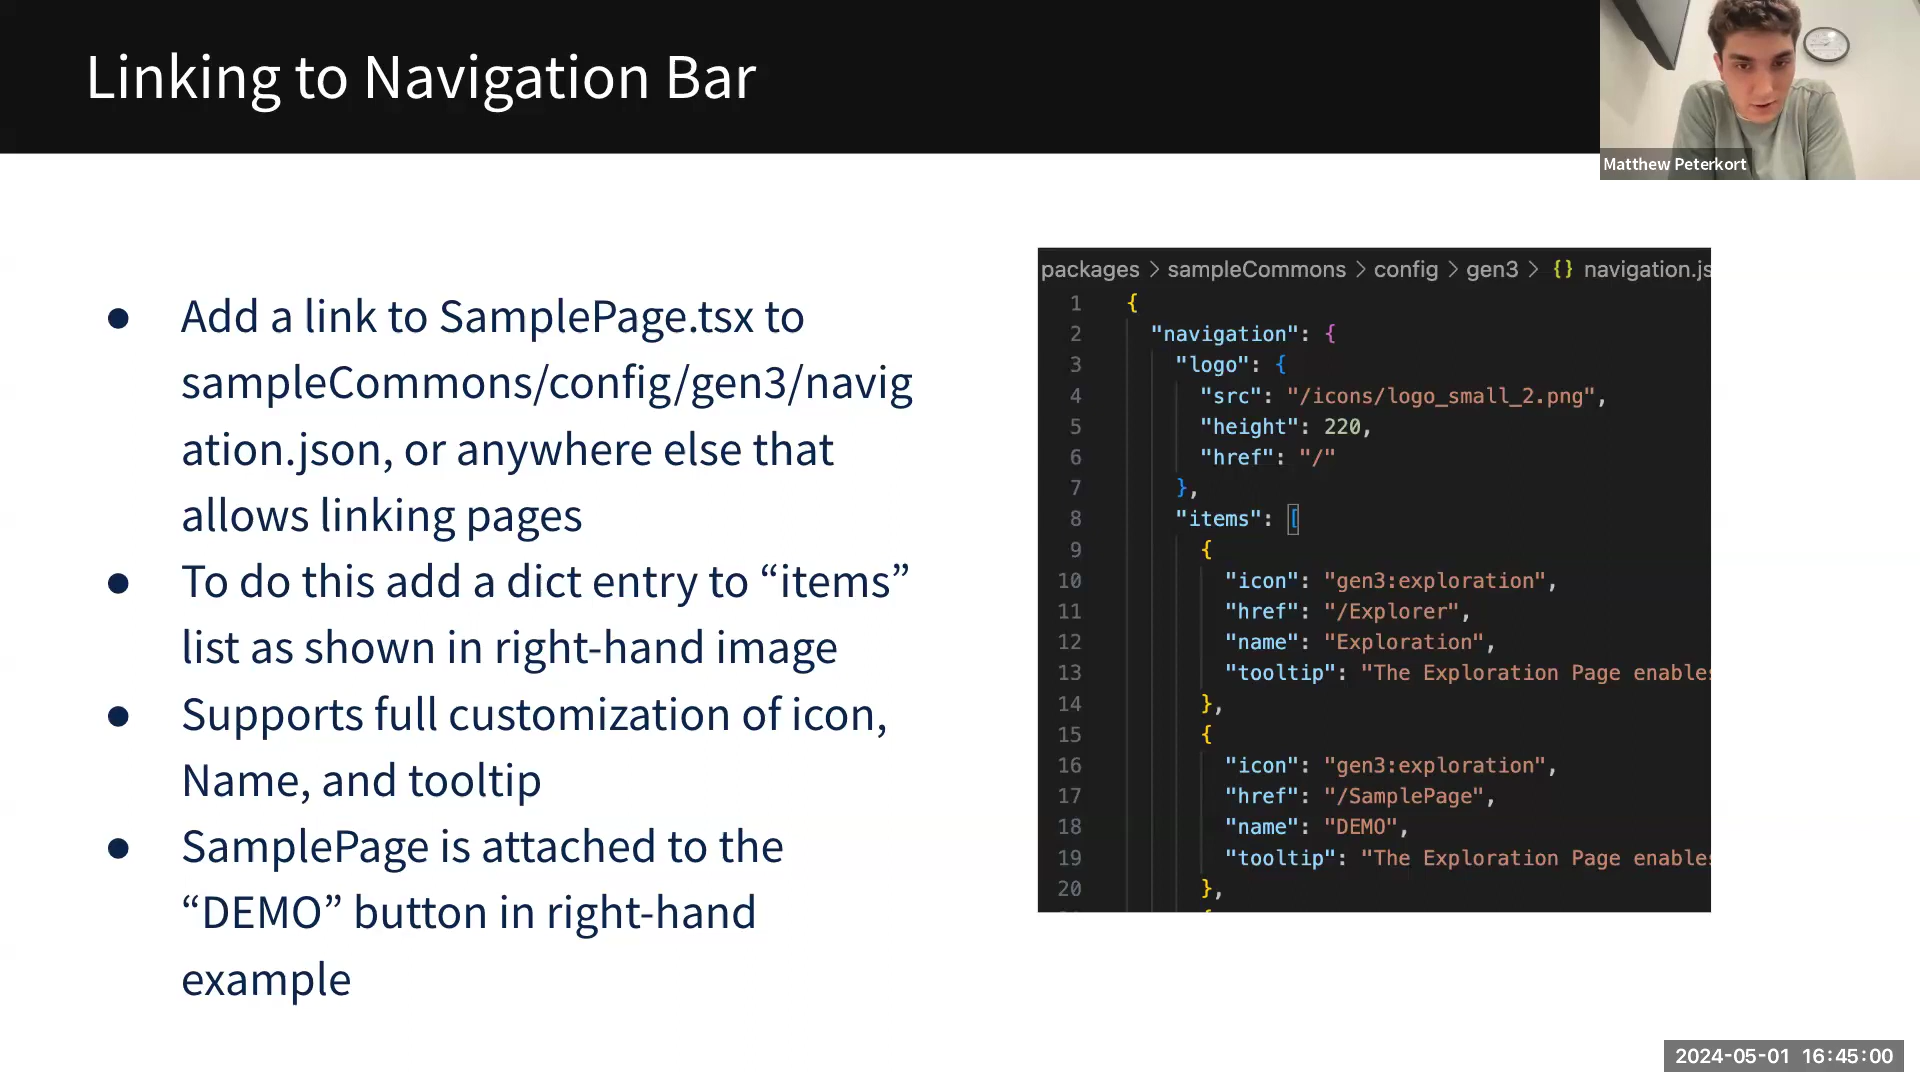 Linking to Navigation Bar
Matthew Peterkort
● Add a link to SamplePage.tsx to
sampleCommons/config/gen3/navig
ation.json, or anywhere else that
allows linking pages
● To do this add a dict entry to “items”
list as shown in right-hand image
● Supports full customization of icon,
Name, and tooltip
● SamplePage is attached to the
“DEMO” button in right-hand
example
packages > sampleCommons > config > gen3 > {} navigation.js
1 {
2 "navigation": {
3 "logo": {
4 "src": "/icons/logo_small_2.png",
5 "height": 220,
6 "href": "/"
7 },
8 "items": [
9 {
10 "icon": "gen3:exploration",
11 "href": "/Explorer",
12 "name": "Exploration",
13 "tooltip": "The Exploration Page enables
14 },
15 {
16 "icon": "gen3:exploration",
17 "href": "/SamplePage",
18 "name": "DEMO",
19 "tooltip": "The Exploration Page enables
20 },
2024-05-01 16:45:00